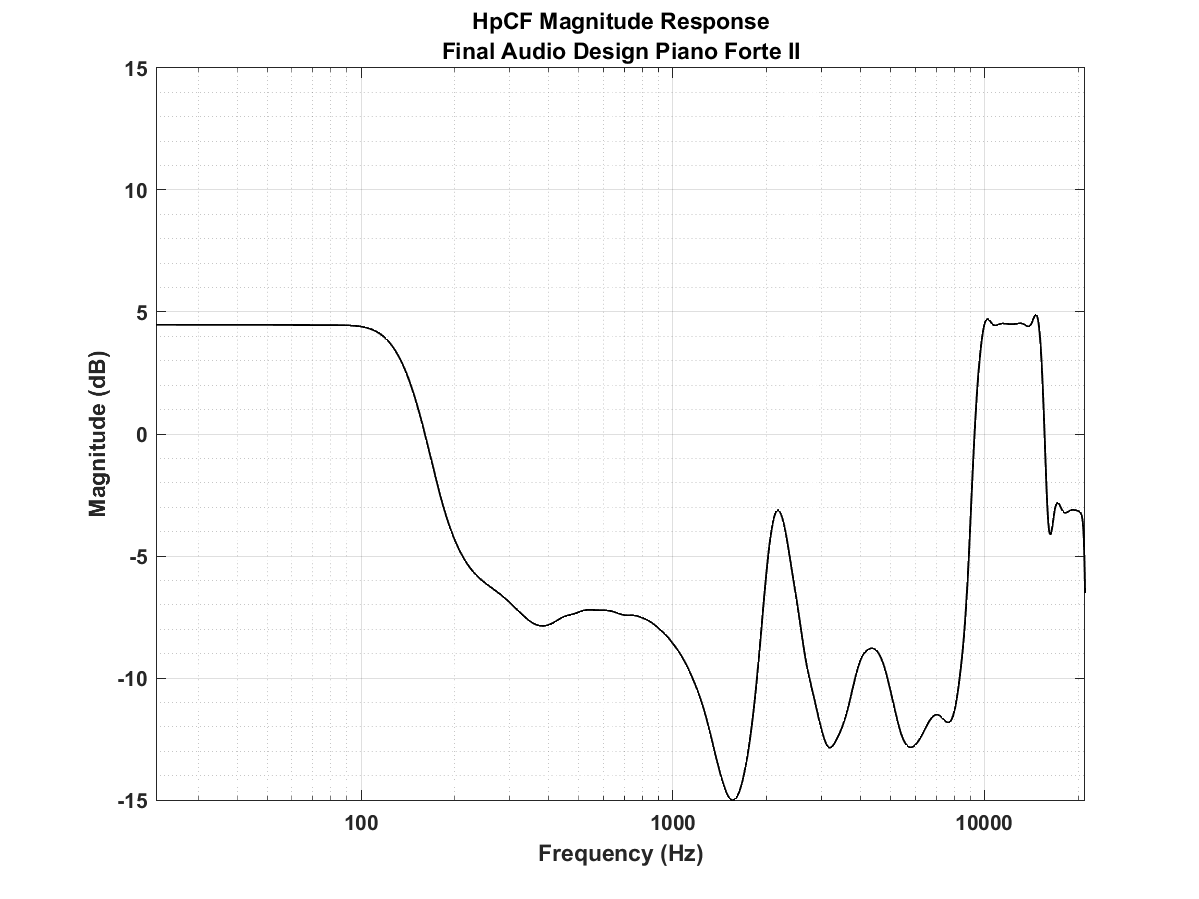 HpCF Magnitude Response
Final Audio Design Piano Forte II
15
10
5
0
-5
-10
-15
Magnitude (dB)
100
1000
10000
Frequency (Hz)